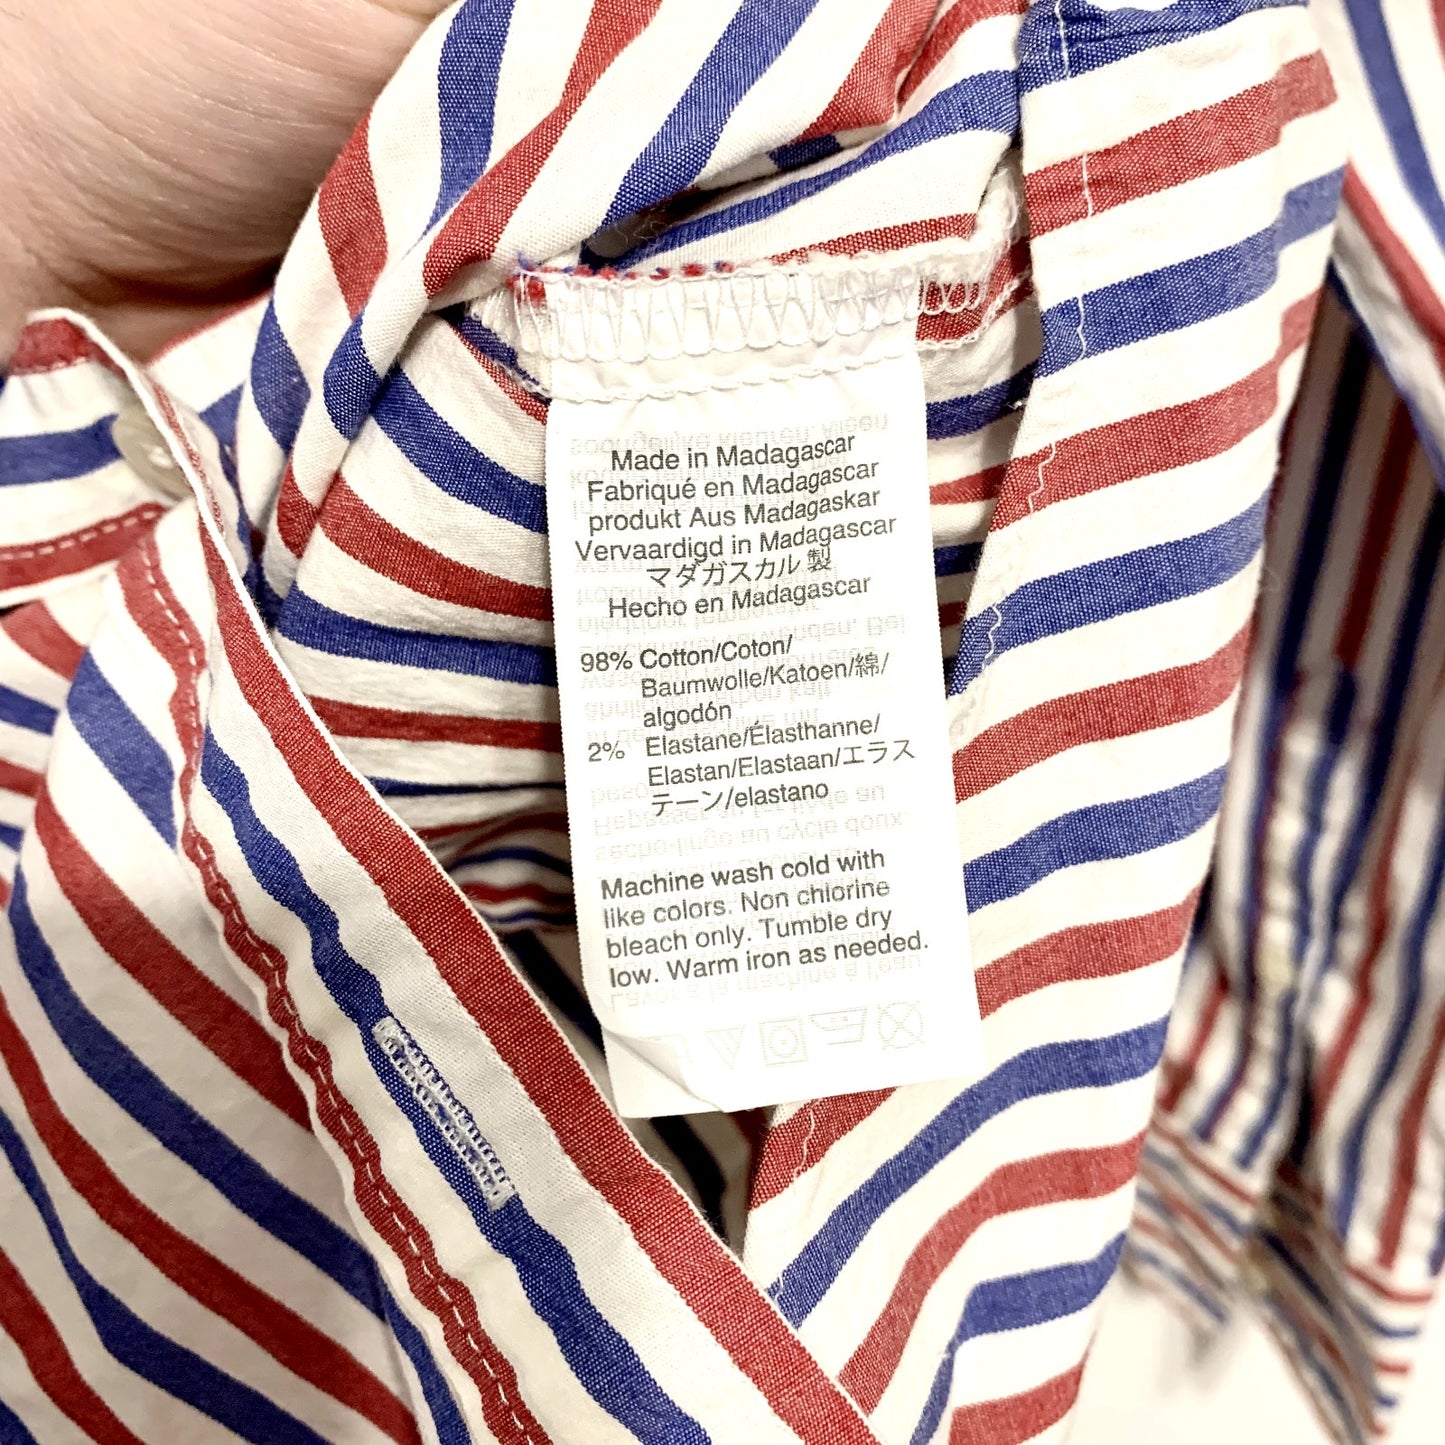 Made in Madagascar
Fabriqué en Madagascar
produkt Aus Madagaskar
Vervaardigd in Madagascar
マダガスカル 製
Hecho en Madagascar
98% Cotton/Coton/
Baumwolle/Katoen/綿/
algodón
2% Elastane/Élasthanne/
Elastan/Elastaan/エラス
テーン/elastano
Machine wash cold with
like colors. Non chlorine
bleach only. Tumble dry
low. Warm iron as needed.